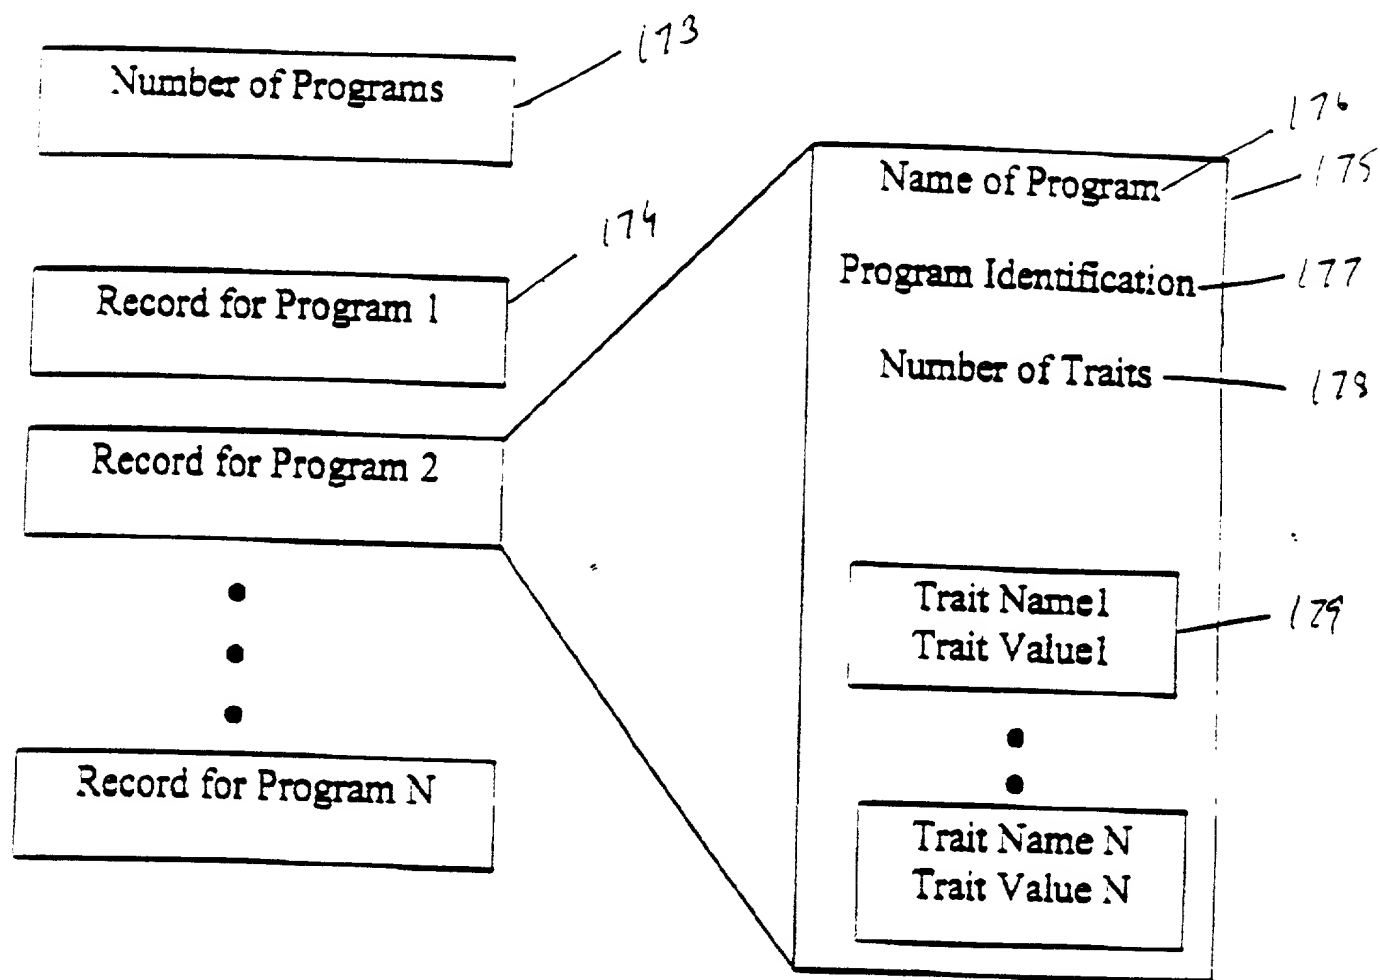 Number of Programs
173
Record for Program 1
174
Record for Program 2
Record for Program N
Name of Program
176
175
Program Identification
177
Number of Traits
178
Trait Name1
Trait Value1
179
Trait Name N
Trait Value N